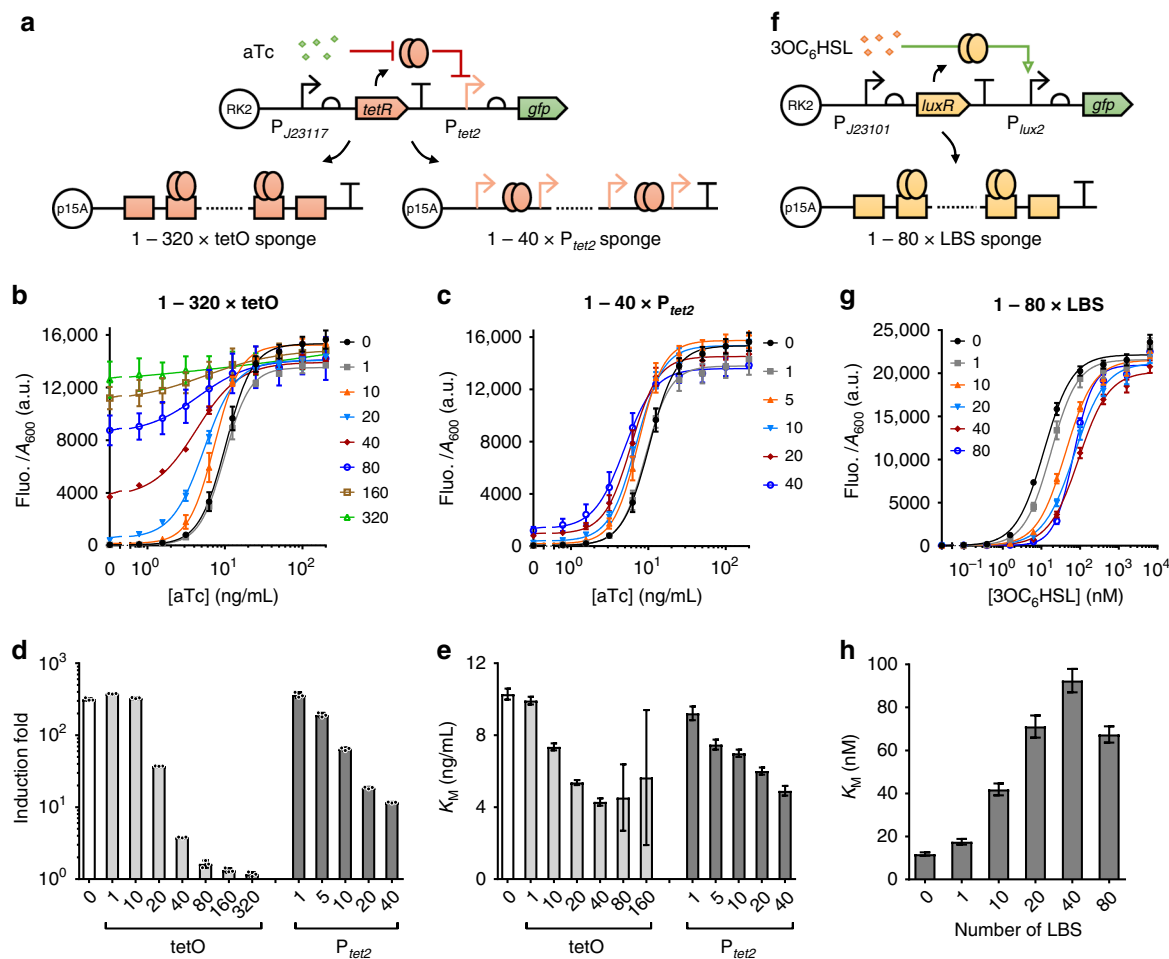 a
aTc
RK2
P_J23117
tetR
P_tet2
gfp
p15A
1 – 320 × tetO sponge
p15A
1 – 40 × P_tet2 sponge
f
3OC6HSL
RK2
P_J23101
luxR
P_lux2
gfp
p15A
1 – 80 × LBS sponge
b
1 – 320 × tetO
Fluo. /A600 (a.u.)
16,000
12,000
8000
4000
0
0 10^0 10^1 10^2
[aTc] (ng/mL)
0
1
10
20
40
80
160
320
c
1 – 40 × P_tet2
Fluo. /A600 (a.u.)
16,000
12,000
8000
4000
0
0 10^0 10^1 10^2
[aTc] (ng/mL)
0
1
5
10
20
40
g
1 – 80 × LBS
Fluo. /A600 (a.u.)
25,000
20,000
15,000
10,000
5000
0
0 10^−1 10^0 10^1 10^2 10^3 10^4
[3OC6HSL] (nM)
0
1
10
20
40
80
d
Induction fold
10^3
10^2
10^1
10^0
0 1 10 20 40 80 160 320 1 5 10 20 40
tetO P_tet2
e
K_M (ng/mL)
12
8
4
0
0 1 10 20 40 80 160 1 5 10 20 40
tetO P_tet2
h
K_M (nM)
100
80
60
40
20
0
0 1 10 20 40 80
Number of LBS